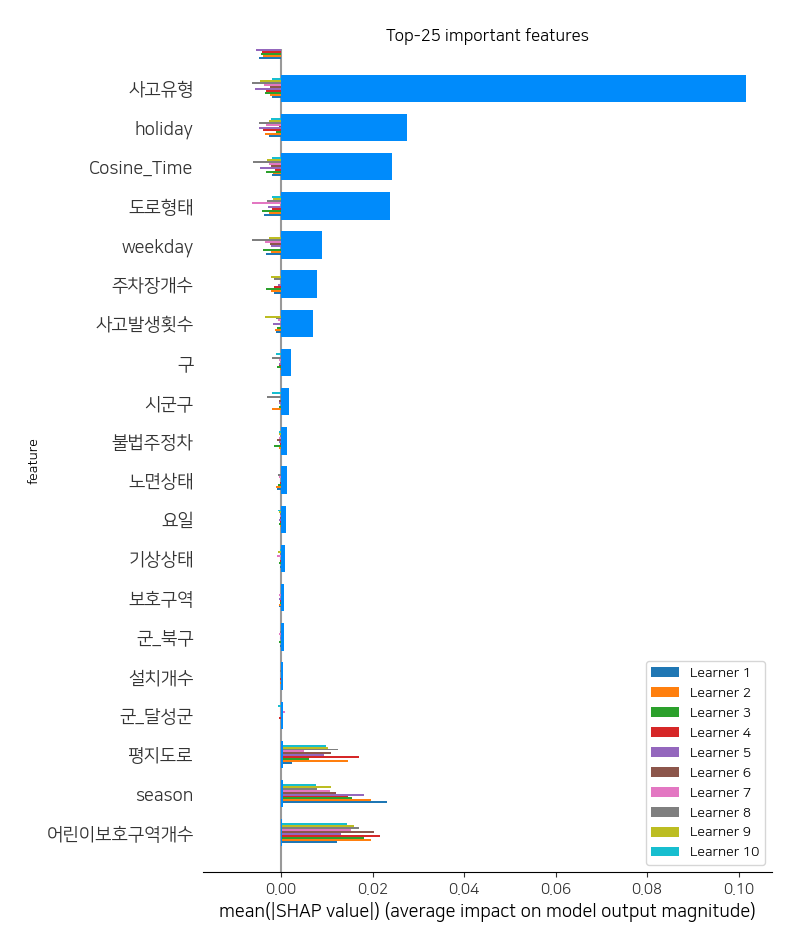 Top-25 important features
사고유형
holiday
Cosine_Time
도로형태
weekday
주차장개수
사고발생횟수
구
시군구
불법주정차
노면상태
요일
기상상태
보호구역
군_북구
설치개수
군_달성군
평지도로
season
어린이보호구역개수
feature
Learner 1
Learner 2
Learner 3
Learner 4
Learner 5
Learner 6
Learner 7
Learner 8
Learner 9
Learner 10
0.00 0.02 0.04 0.06 0.08 0.10
mean(|SHAP value|) (average impact on model output magnitude)